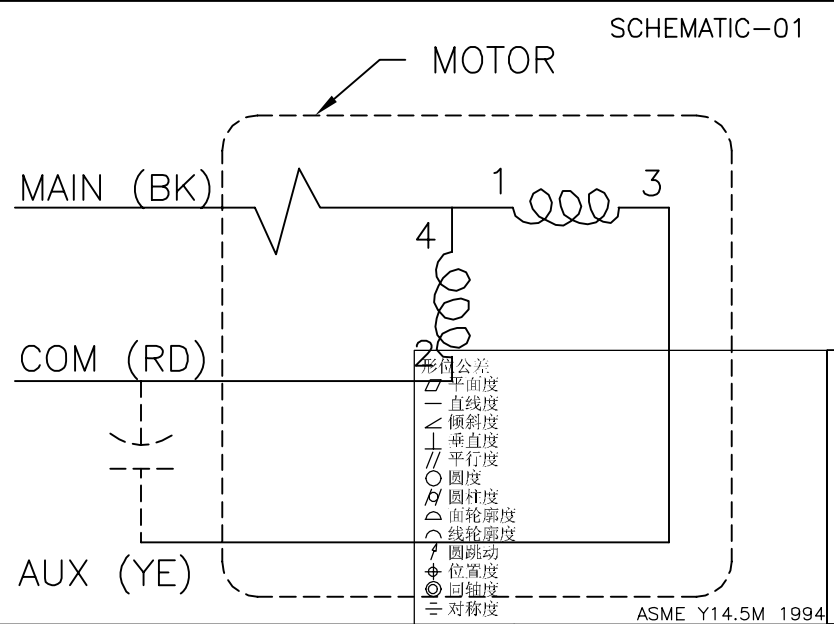 SCHEMATIC-01
MOTOR
MAIN (BK)
1
3
4
COM (RD)
2
形位公差
平面度
直线度
倾斜度
垂直度
平行度
圆度
圆柱度
面轮廓度
线轮廓度
圆跳动
位置度
同轴度
对称度
AUX (YE)
ASME Y14.5M 1994